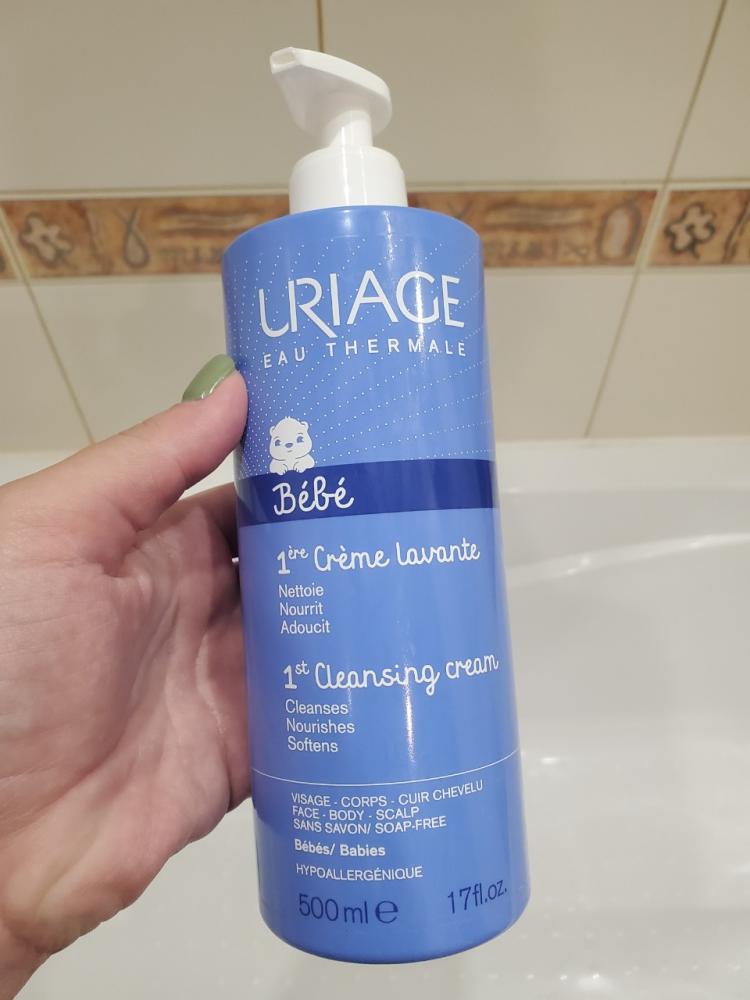 URIAGE
EAU THERMALE
Bébé
1ère Crème lavante
Nettoie
Nourrit
Adoucit
1st Cleansing cream
Cleanses
Nourishes
Softens
VISAGE - CORPS - CUIR CHEVELU
FACE - BODY - SCALP
SANS SAVON/ SOAP-FREE
Bébés/ Babies
HYPOALLERGÉNIQUE
500 ml e 17fl.oz.